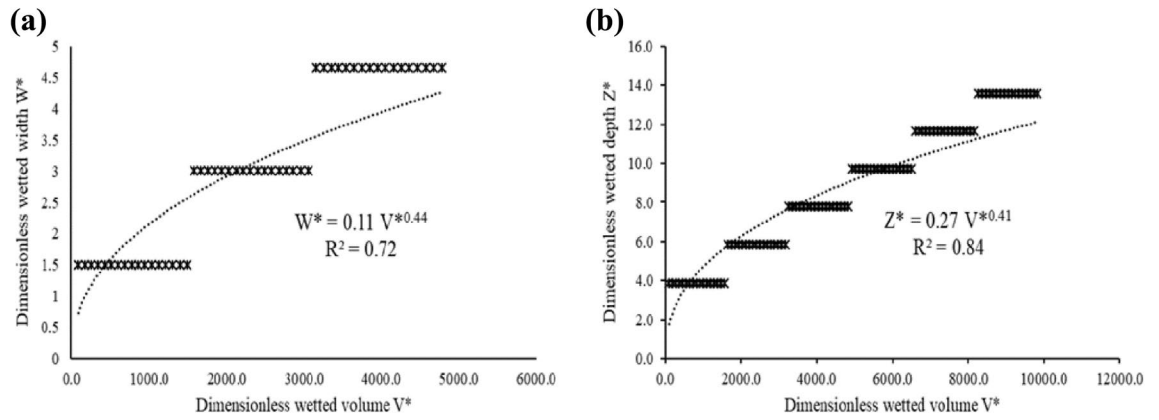 (a)
Dimensionless wetted width W*
5
4.5
4
3.5
3
2.5
2
1.5
1
0.5
0
W* = 0.11 V*0.44
R² = 0.72
0.0 1000.0 2000.0 3000.0 4000.0 5000.0 6000.0
Dimensionless wetted volume V*
(b)
Dimensionless wetted depth Z*
16.0
14.0
12.0
10.0
8.0
6.0
4.0
2.0
0.0
Z* = 0.27 V*0.41
R² = 0.84
0.0 2000.0 4000.0 6000.0 8000.0 10000.0 12000.0
Dimensionless wetted volume V*